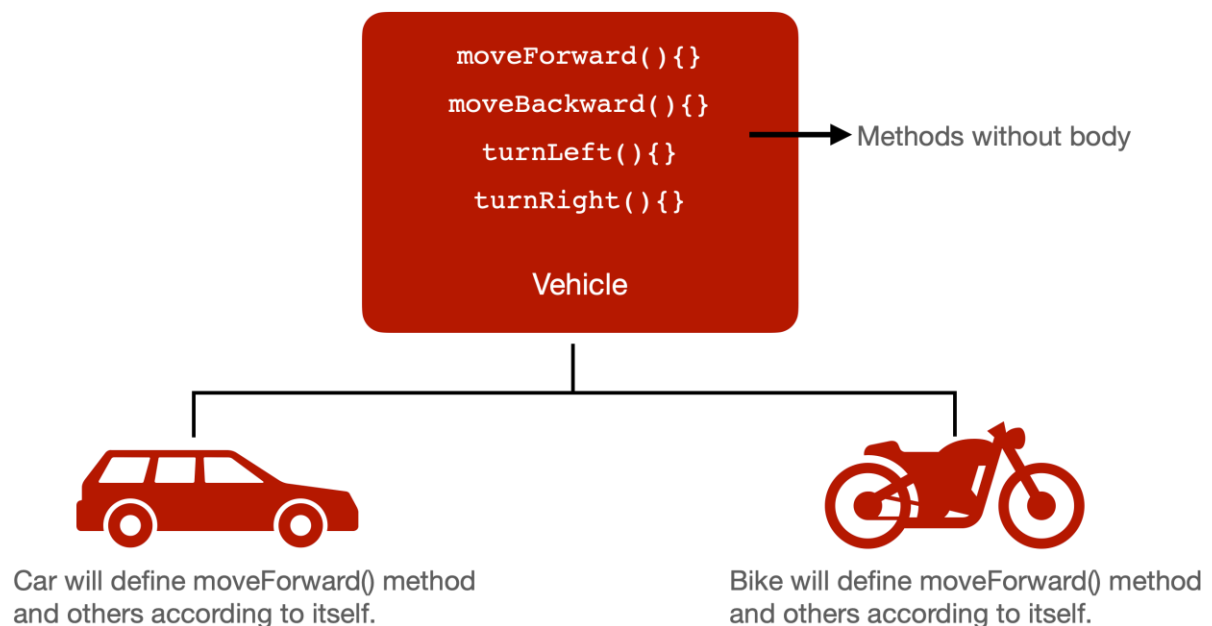 moveForward(){}
moveBackward(){}
turnLeft(){}
turnRight(){}
Methods without body
Vehicle
Car will define moveForward() method
and others according to itself.
Bike will define moveForward() method
and others according to itself.